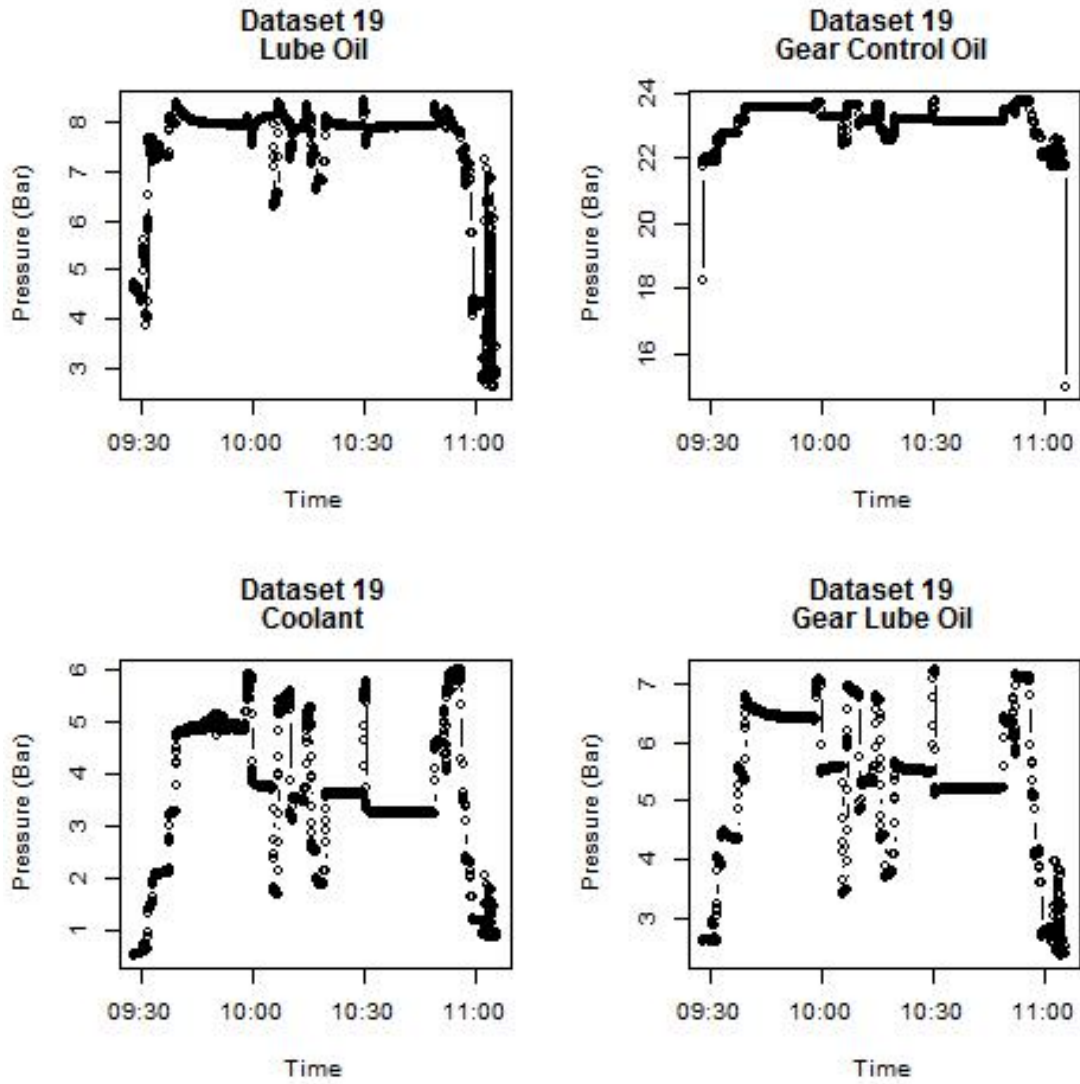 Dataset 19
Lube Oil
Pressure (Bar)
8
7
6
5
4
3
09:30 10:00 10:30 11:00
Time
Dataset 19
Gear Control Oil
Pressure (Bar)
24
22
20
18
16
09:30 10:00 10:30 11:00
Time
Dataset 19
Coolant
Pressure (Bar)
6
5
4
3
2
1
09:30 10:00 10:30 11:00
Time
Dataset 19
Gear Lube Oil
Pressure (Bar)
7
6
5
4
3
09:30 10:00 10:30 11:00
Time